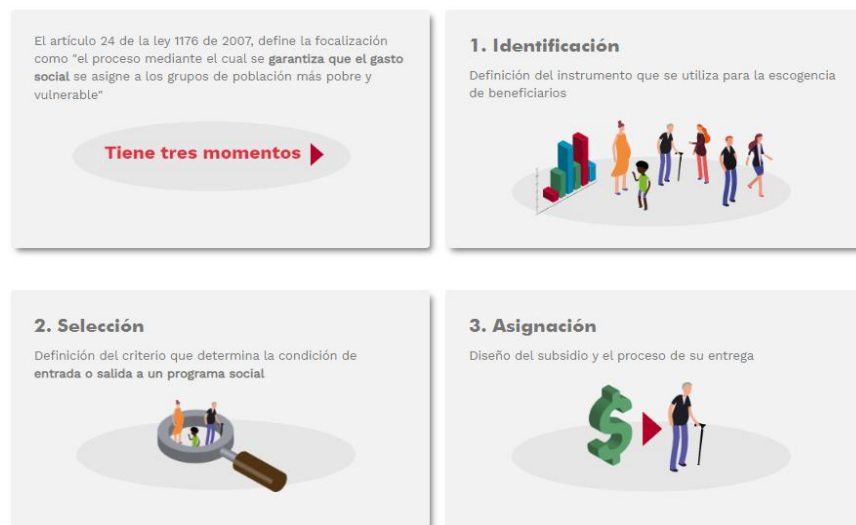 El artículo 24 de la ley 1176 de 2007, define la focalización
como "el proceso mediante el cual se garantiza que el gasto
social se asigne a los grupos de población más pobre y
vulnerable"
Tiene tres momentos
1. Identificación
Definición del instrumento que se utiliza para la escogencia
de beneficiarios
2. Selección
Definición del criterio que determina la condición de
entrada o salida a un programa social
3. Asignación
Diseño del subsidio y el proceso de su entrega
$